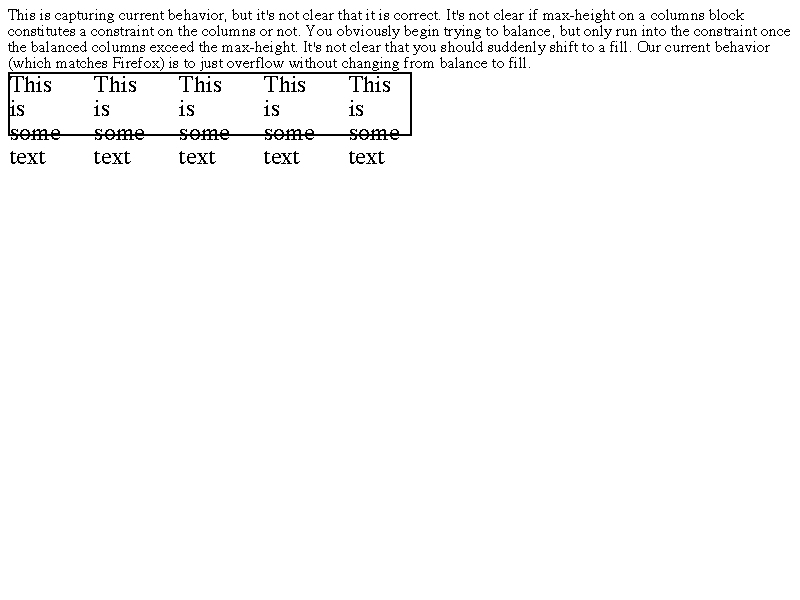 This is capturing current behavior, but it's not clear that it is correct. It's not clear if max-height on a columns block
constitutes a constraint on the columns or not. You obviously begin trying to balance, but only run into the constraint once
the balanced columns exceed the max-height. It's not clear that you should suddenly shift to a fill. Our current behavior
(which matches Firefox) is to just overflow without changing from balance to fill.
This This This This This
is is is is is
some some some some some
text text text text text